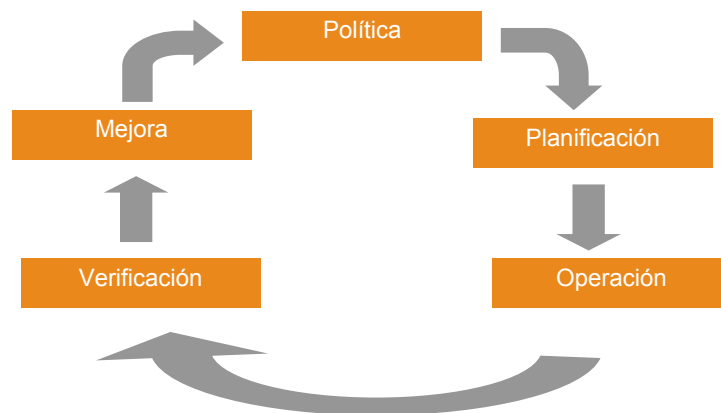 Política
Planificación
Operación
Verificación
Mejora